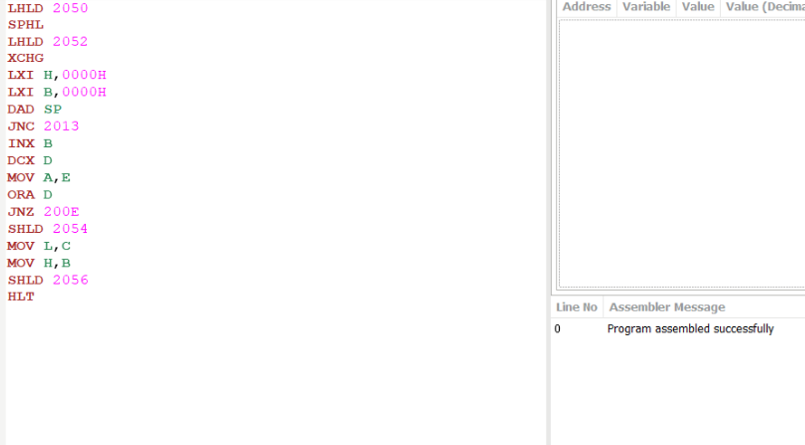 LHLD 2050
SPHL
LHLD 2052
XCHG
LXI H,0000H
LXI B,0000H
DAD SP
JNC 2013
INX B
DCX D
MOV A,E
ORA D
JNZ 200E
SHLD 2054
MOV L,C
MOV H,B
SHLD 2056
HLT
Address Variable Value Value (Decima
Line No Assembler Message
0 Program assembled successfully